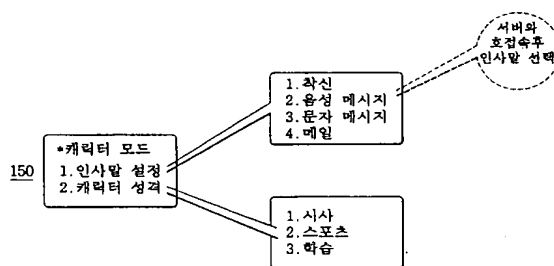 서버와
호접속후
인사말 선택
1.착신
2.음성 메시지
3.문자 메시지
4.메일
*캐릭터 모드
1.인사말 설정
2.캐릭터 성격
150
1.시사
2.스포츠
3.학습